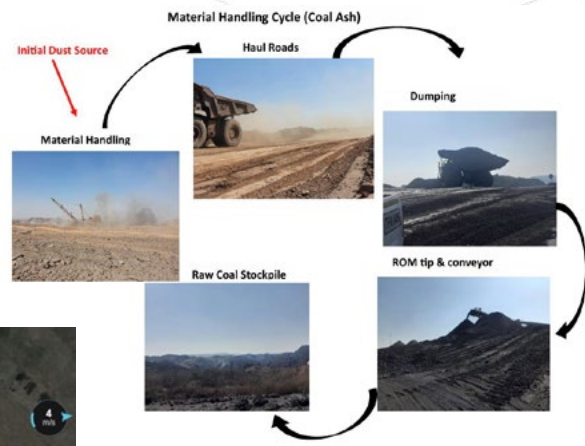 Material Handling Cycle (Coal Ash)
Initial Dust Source
Haul Roads
Dumping
Material Handling
ROM tip & conveyor
Raw Coal Stockpile
4
m/s